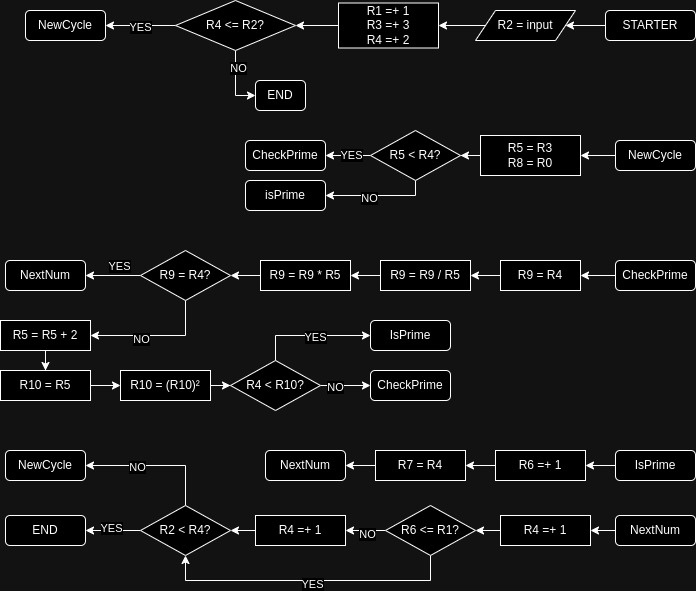 NewCycle
YES
R4 <= R2?
R1 =+ 1
R3 =+ 3
R4 =+ 2
R2 = input
STARTER
NO
END
CheckPrime
YES
R5 < R4?
R5 = R3
R8 = R0
NewCycle
isPrime
NO
NextNum
YES
R9 = R4?
R9 = R9 * R5
R9 = R9 / R5
R9 = R4
CheckPrime
R5 = R5 + 2
NO
YES
IsPrime
R10 = R5
R10 = (R10)²
R4 < R10?
NO
CheckPrime
NewCycle
NO
NextNum
R7 = R4
R6 =+ 1
IsPrime
END
YES
R2 < R4?
R4 =+ 1
NO
R6 <= R1?
R4 =+ 1
NextNum
YES